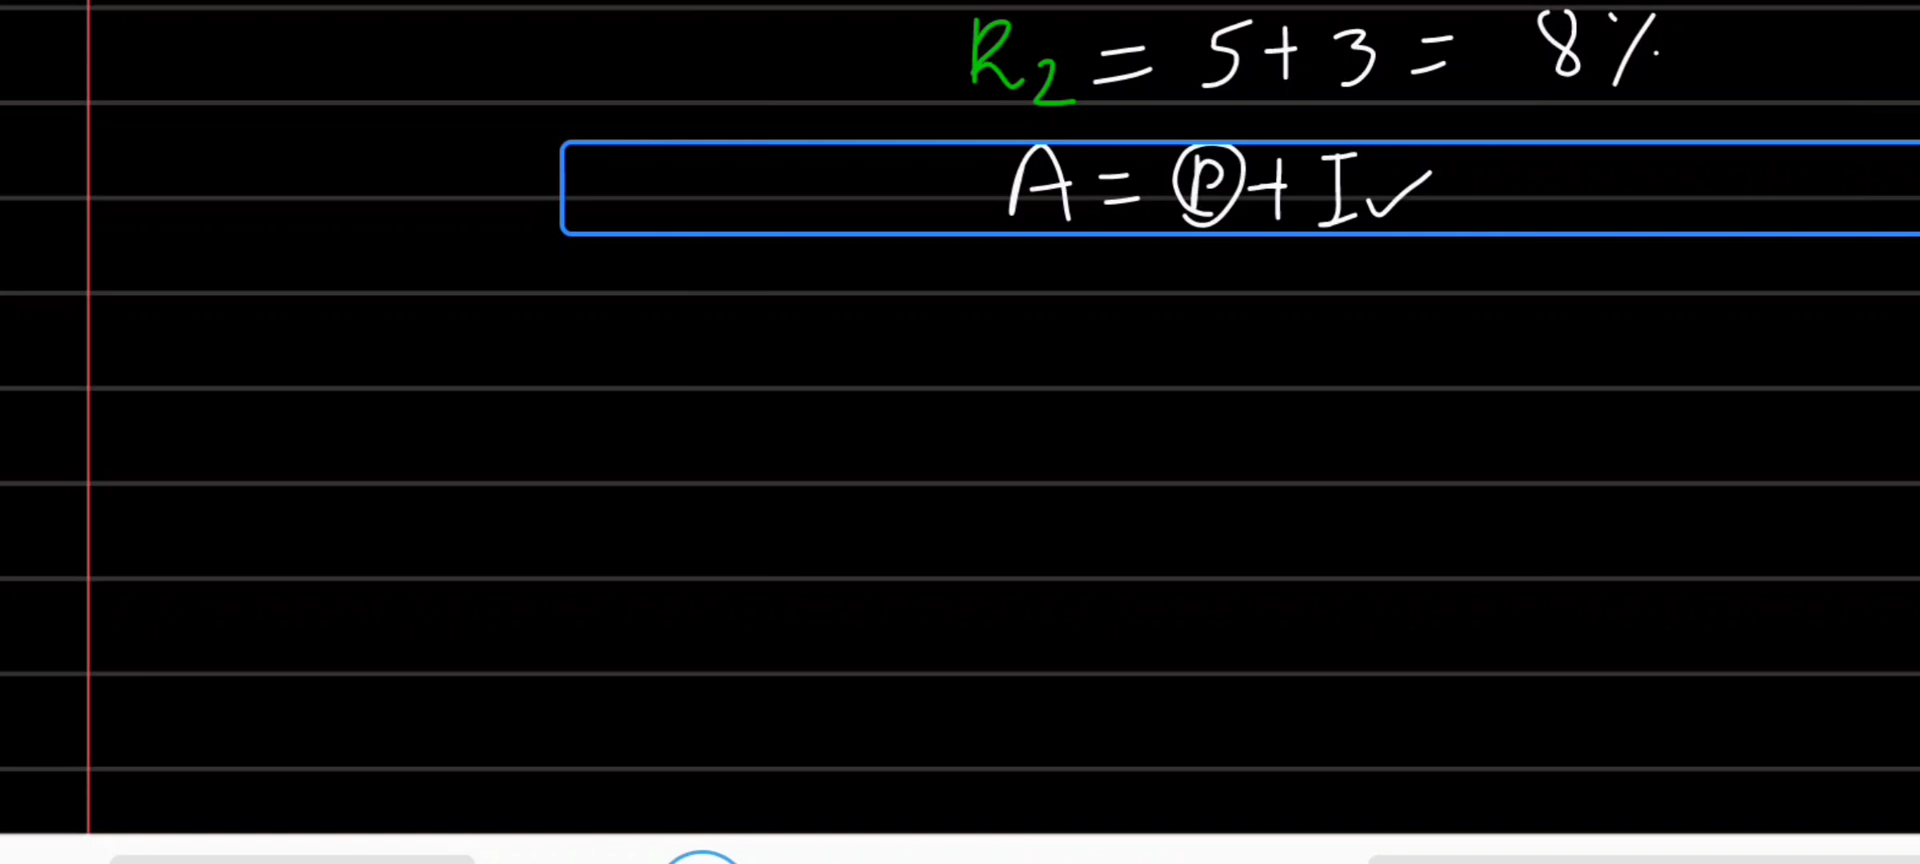 R₂ = 5 + 3 = 8%
A = P + I ✓